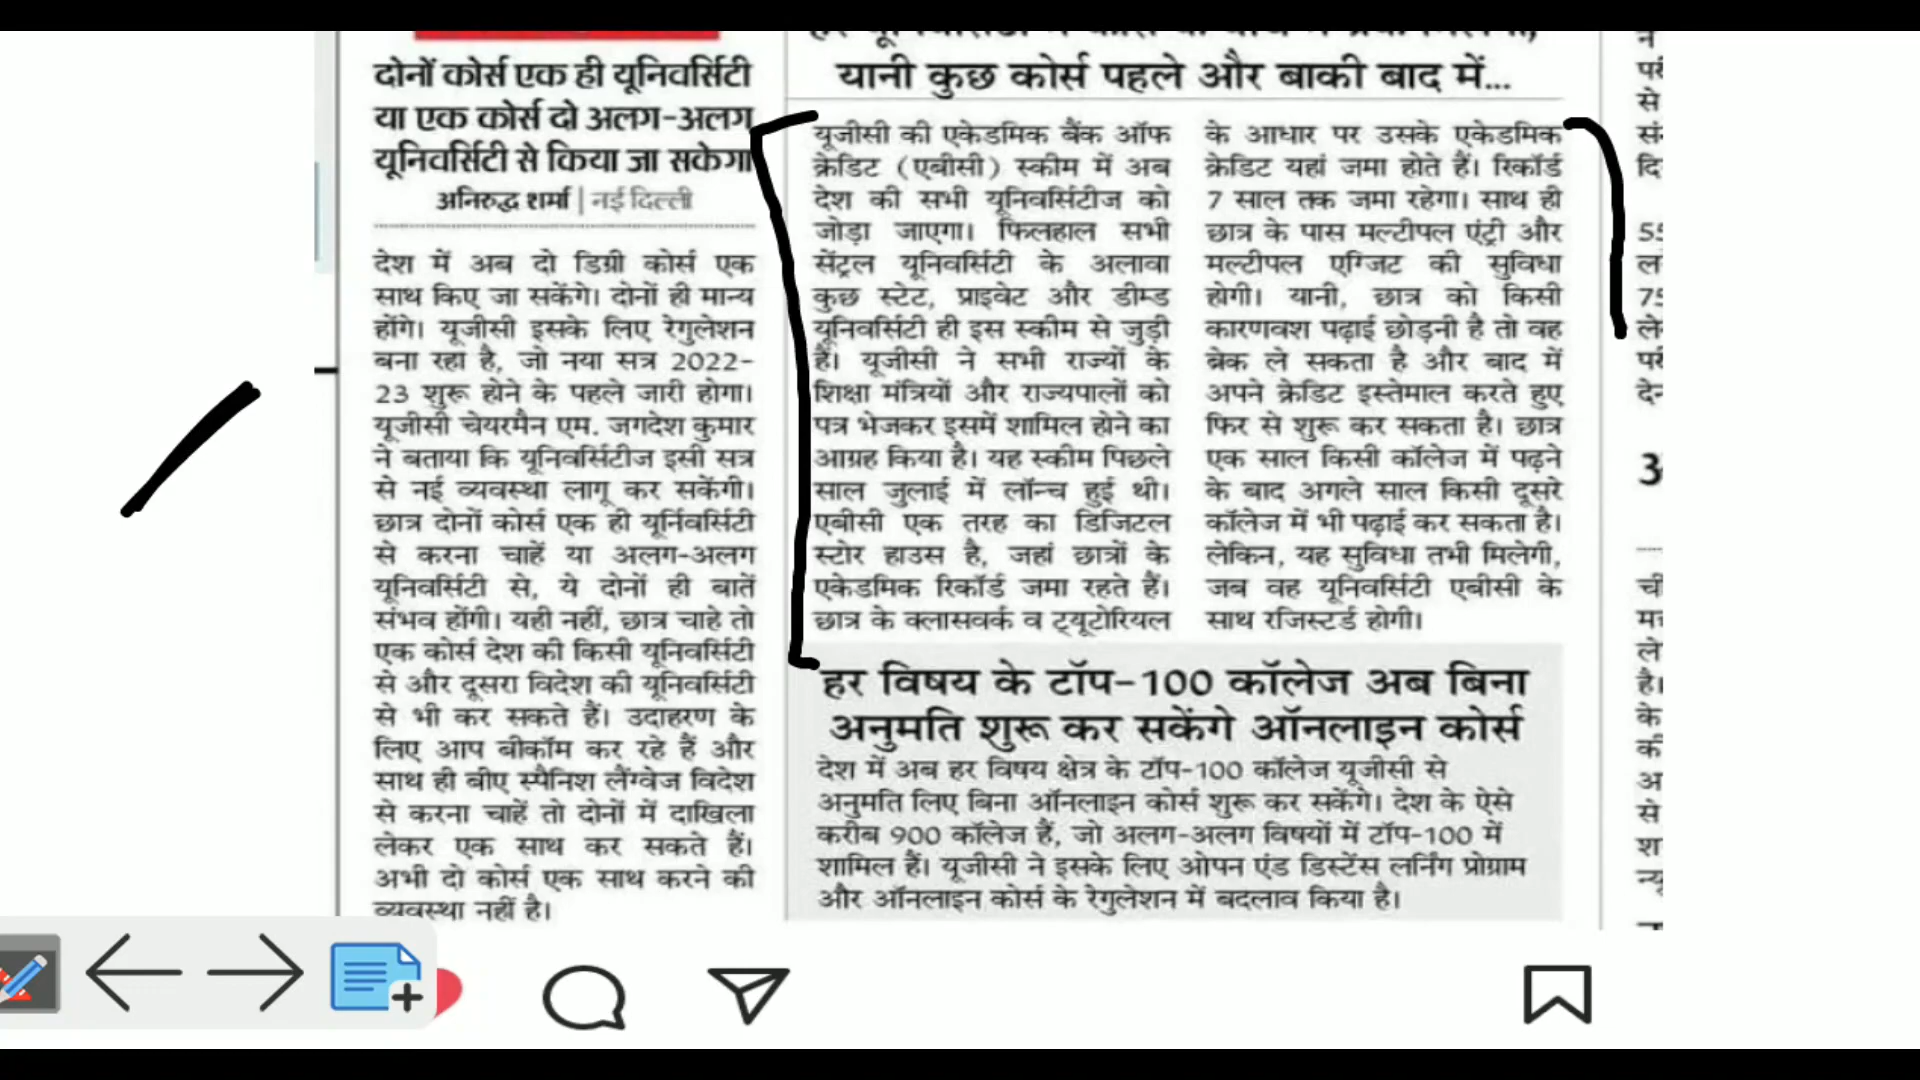 दोनों कोर्स एक ही यूनिवर्सिटी
या एक कोर्स दो अलग-अलग
यूनिवर्सिटी से किया जा सकेगा
अनिरुद्ध शर्मा | नई दिल्ली
देश में अब दो डिग्री कोर्स एक
साथ किए जा सकेंगे। दोनों ही मान्य
होंगे। यूजीसी इसके लिए रेगुलेशन
बना रहा है, जो नया सत्र 2022-
23 शुरू होने के पहले जारी होगा।
यूजीसी चेयरमैन एम. जगदेश कुमार
ने बताया कि यूनिवर्सिटीज इसी सत्र
से नई व्यवस्था लागू कर सकेंगी।
छात्र दोनों कोर्स एक ही यूनिवर्सिटी
से करना चाहें या अलग-अलग
यूनिवर्सिटी से, ये दोनों ही बातें
संभव होंगी। यही नहीं, छात्र चाहे तो
एक कोर्स देश की किसी यूनिवर्सिटी
से और दूसरा विदेश की यूनिवर्सिटी
से भी कर सकते हैं। उदाहरण के
लिए आप बीकॉम कर रहे हैं और
साथ ही बीए स्पैनिश लैंग्वेज विदेश
से करना चाहें तो दोनों में दाखिला
लेकर एक साथ कर सकते हैं।
अभी दो कोर्स एक साथ करने की
व्यवस्था नहीं है।
यानी कुछ कोर्स पहले और बाकी बाद में...
यूजीसी की एकेडमिक बैंक ऑफ
क्रेडिट (एबीसी) स्कीम में अब
देश की सभी यूनिवर्सिटीज को
जोड़ा जाएगा। फिलहाल सभी
सेंट्रल यूनिवर्सिटी के अलावा
कुछ स्टेट, प्राइवेट और डीम्ड
यूनिवर्सिटी ही इस स्कीम से जुड़ी
हैं। यूजीसी ने सभी राज्यों के
शिक्षा मंत्रियों और राज्यपालों को
पत्र भेजकर इसमें शामिल होने का
आग्रह किया है। यह स्कीम पिछले
साल जुलाई में लॉन्च हुई थी।
एबीसी एक तरह का डिजिटल
स्टोर हाउस है, जहां छात्रों के
एकेडमिक रिकॉर्ड जमा रहते हैं।
छात्र के क्लासवर्क व ट्यूटोरियल
के आधार पर उसके एकेडमिक
क्रेडिट यहां जमा होते हैं। रिकॉर्ड
7 साल तक जमा रहेगा। साथ ही
छात्र के पास मल्टीपल एंट्री और
मल्टीपल एग्जिट की सुविधा
होगी। यानी, छात्र को किसी
कारणवश पढ़ाई छोड़नी है तो वह
ब्रेक ले सकता है और बाद में
अपने क्रेडिट इस्तेमाल करते हुए
फिर से शुरू कर सकता है। छात्र
एक साल किसी कॉलेज में पढ़ने
के बाद अगले साल किसी दूसरे
कॉलेज में भी पढ़ाई कर सकता है।
लेकिन, यह सुविधा तभी मिलेगी,
जब वह यूनिवर्सिटी एबीसी के
साथ रजिस्टर्ड होगी।
हर विषय के टॉप-100 कॉलेज अब बिना
अनुमति शुरू कर सकेंगे ऑनलाइन कोर्स
देश में अब हर विषय क्षेत्र के टॉप-100 कॉलेज यूजीसी से
अनुमति लिए बिना ऑनलाइन कोर्स शुरू कर सकेंगे। देश के ऐसे
करीब 900 कॉलेज हैं, जो अलग-अलग विषयों में टॉप-100 में
शामिल हैं। यूजीसी ने इसके लिए ओपन एंड डिस्टेंस लर्निंग प्रोग्राम
और ऑनलाइन कोर्स के रेगुलेशन में बदलाव किया है।